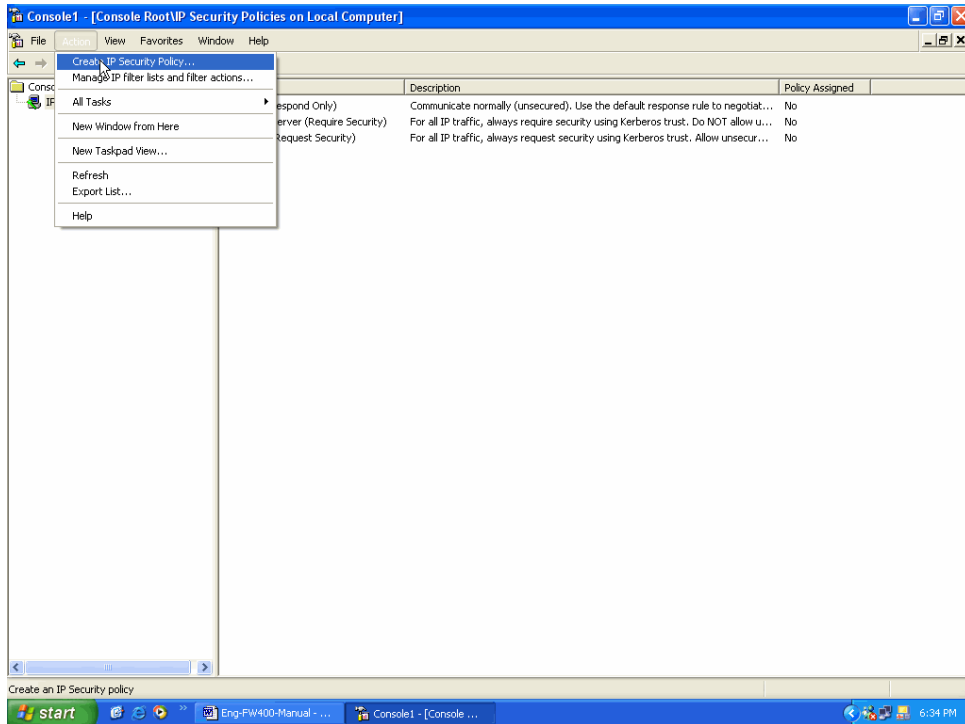 Console1 - [Console Root\IP Security Policies on Local Computer]
File Action View Favorites Window Help
Create IP Security Policy...
Manage IP filter lists and filter actions...
All Tasks
New Window from Here
New Taskpad View...
Refresh
Export List...
Help
Description Policy Assigned
espond Only) Communicate normally (unsecured). Use the default response rule to negotiat... No
erver (Require Security) For all IP traffic, always require security using Kerberos trust. Do NOT allow u... No
Request Security) For all IP traffic, always request security using Kerberos trust. Allow unsecur... No
Create an IP Security policy
start Eng-FW400-Manual - ... Console1 - [Console ... 6:34 PM